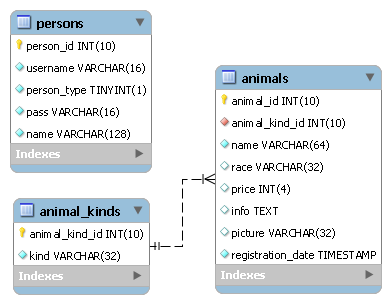 persons
person_id INT(10)
username VARCHAR(16)
person_type TINYINT(1)
pass VARCHAR(16)
name VARCHAR(128)
Indexes
animal_kinds
animal_kind_id INT(10)
kind VARCHAR(32)
Indexes
animals
animal_id INT(10)
animal_kind_id INT(10)
name VARCHAR(64)
race VARCHAR(32)
price INT(4)
info TEXT
picture VARCHAR(32)
registration_date TIMESTAMP
Indexes